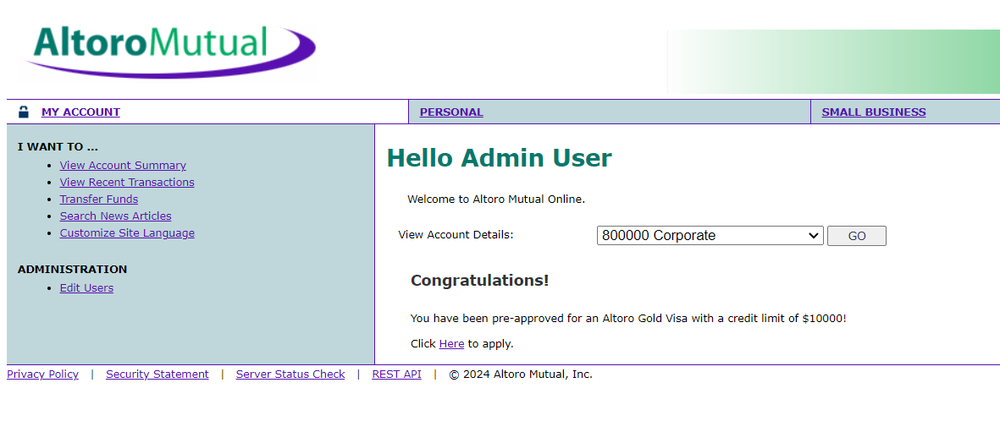 AltoroMutual
MY ACCOUNT
PERSONAL
SMALL BUSINESS
I WANT TO ...
View Account Summary
View Recent Transactions
Transfer Funds
Search News Articles
Customize Site Language
ADMINISTRATION
Edit Users
Hello Admin User
Welcome to Altoro Mutual Online.
View Account Details: 800000 Corporate GO
Congratulations!
You have been pre-approved for an Altoro Gold Visa with a credit limit of $10000!
Click Here to apply.
Privacy Policy | Security Statement | Server Status Check | REST API | © 2024 Altoro Mutual, Inc.